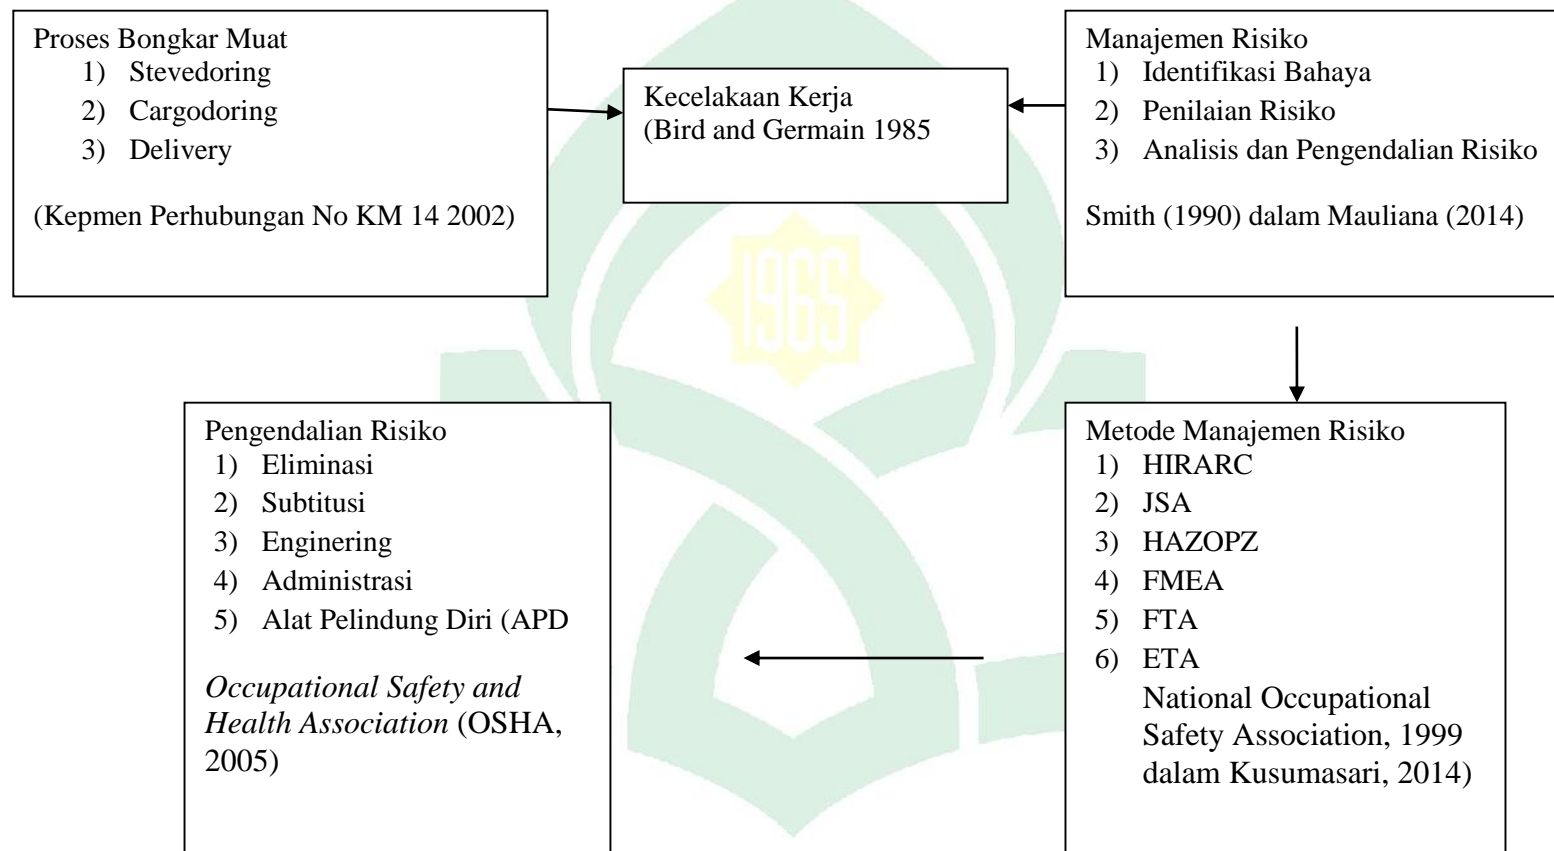 Proses Bongkar Muat
1) Stevedoring
2) Cargodoring
3) Delivery
(Kepmen Perhubungan No KM 14 2002)
Kecelakaan Kerja
(Bird and Germain 1985
Manajemen Risiko
1) Identifikasi Bahaya
2) Penilaian Risiko
3) Analisis dan Pengendalian Risiko
Smith (1990) dalam Mauliana (2014)
1965
Pengendalian Risiko
1) Eliminasi
2) Subtitusi
3) Enginering
4) Administrasi
5) Alat Pelindung Diri (APD
Occupational Safety and
Health Association (OSHA,
2005)
Metode Manajemen Risiko
1) HIRARC
2) JSA
3) HAZOPZ
4) FMEA
5) FTA
6) ETA
National Occupational
Safety Association, 1999
dalam Kusumasari, 2014)